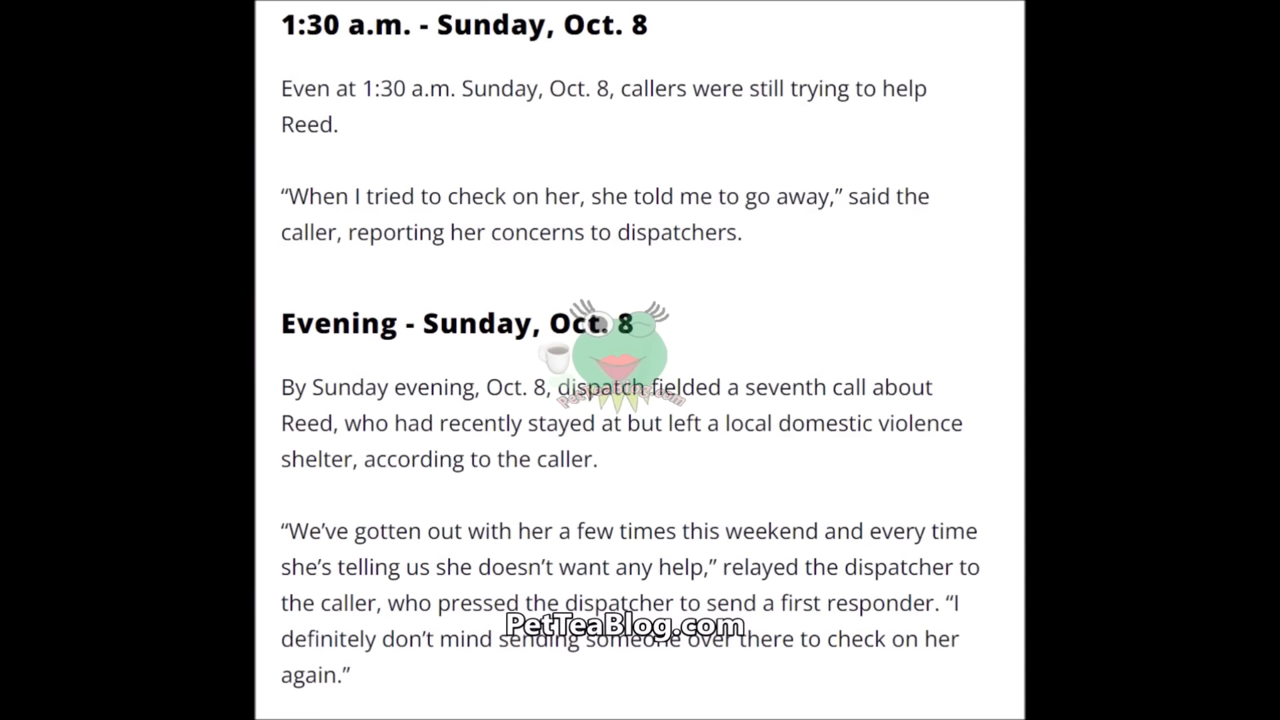 1:30 a.m. - Sunday, Oct. 8
Even at 1:30 a.m. Sunday, Oct. 8, callers were still trying to help
Reed.
“When I tried to check on her, she told me to go away,” said the
caller, reporting her concerns to dispatchers.
Evening - Sunday, Oct. 8
By Sunday evening, Oct. 8, dispatch fielded a seventh call about
PetTeaBlog.com
Reed, who had recently stayed at but left a local domestic violence
shelter, according to the caller.
“We’ve gotten out with her a few times this weekend and every time
she’s telling us she doesn’t want any help,” relayed the dispatcher to
the caller, who pressed the dispatcher to send a first responder. “I
PetTeaBlog.com
definitely don’t mind sending someone over there to check on her
again.”